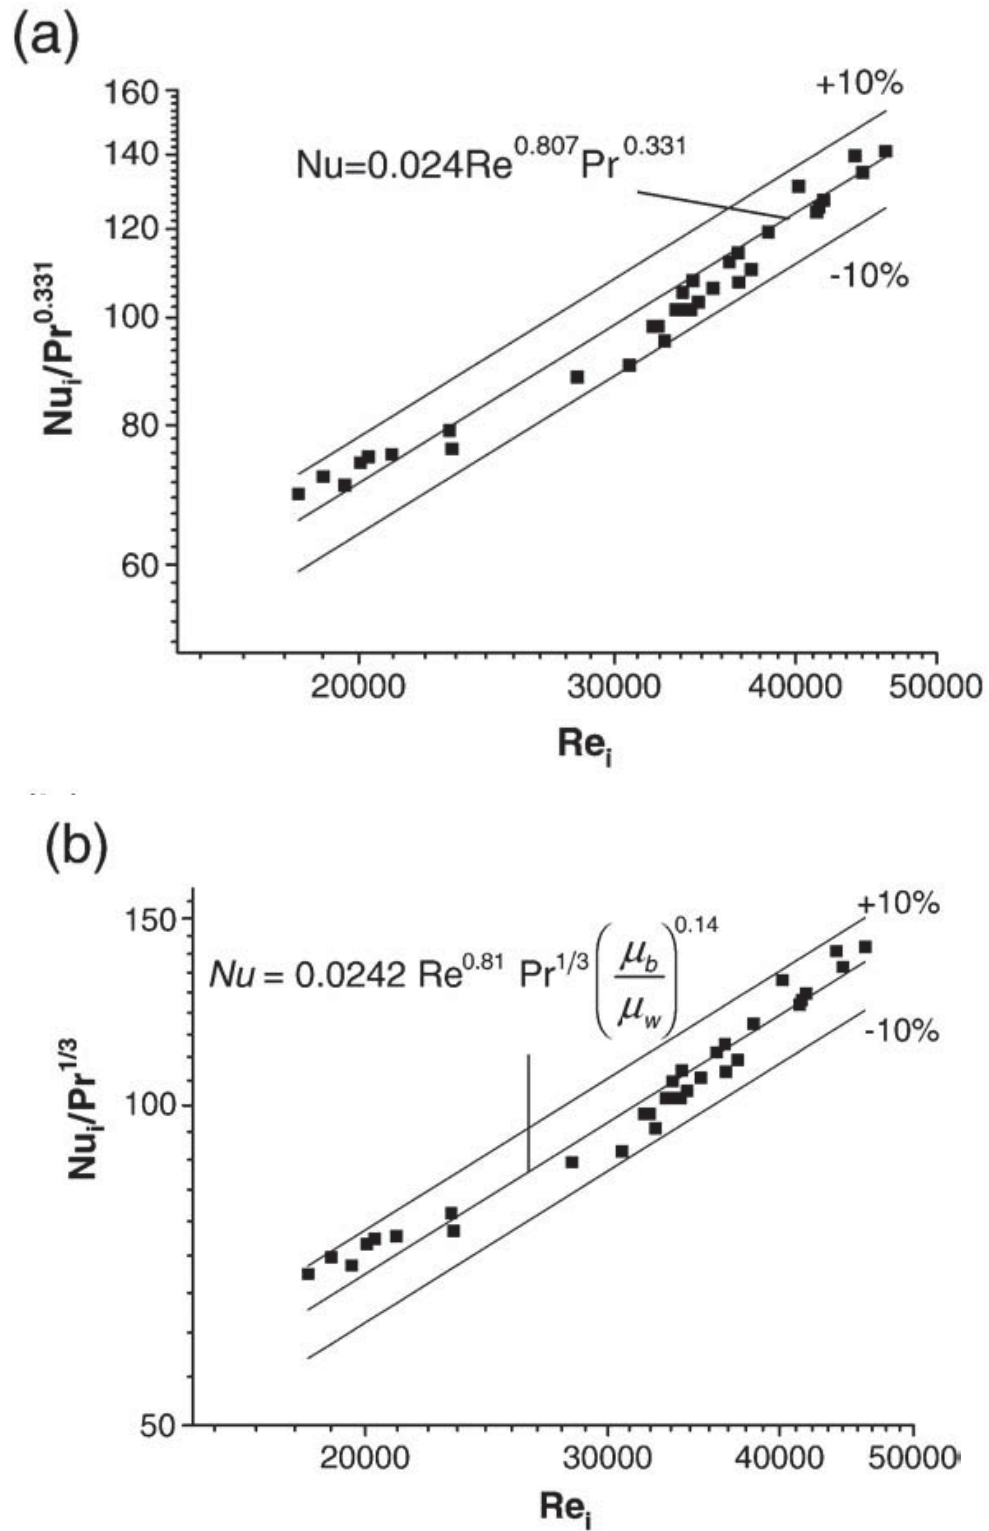 (a)
160
+10%
Nu=0.024Re^0.807 Pr^0.331
140
120
-10%
100
80
60
Nu_i/Pr^0.331
20000 30000 40000 50000
Re_i
(b)
150
+10%
Nu = 0.0242 Re^0.81 Pr^1/3 (μ_b/μ_w)^0.14
-10%
100
50
Nu_i/Pr^1/3
20000 30000 40000 50000
Re_i